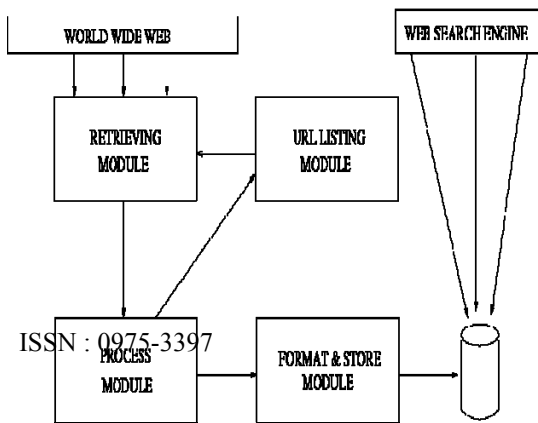 WORLD WIDE WEB
WEB SEARCH ENGINE
RETRIEVING
MODULE
URL LISTING
MODULE
ISSN : 0975-3397
PROCESS
MODULE
FORMAT & STORE
MODULE